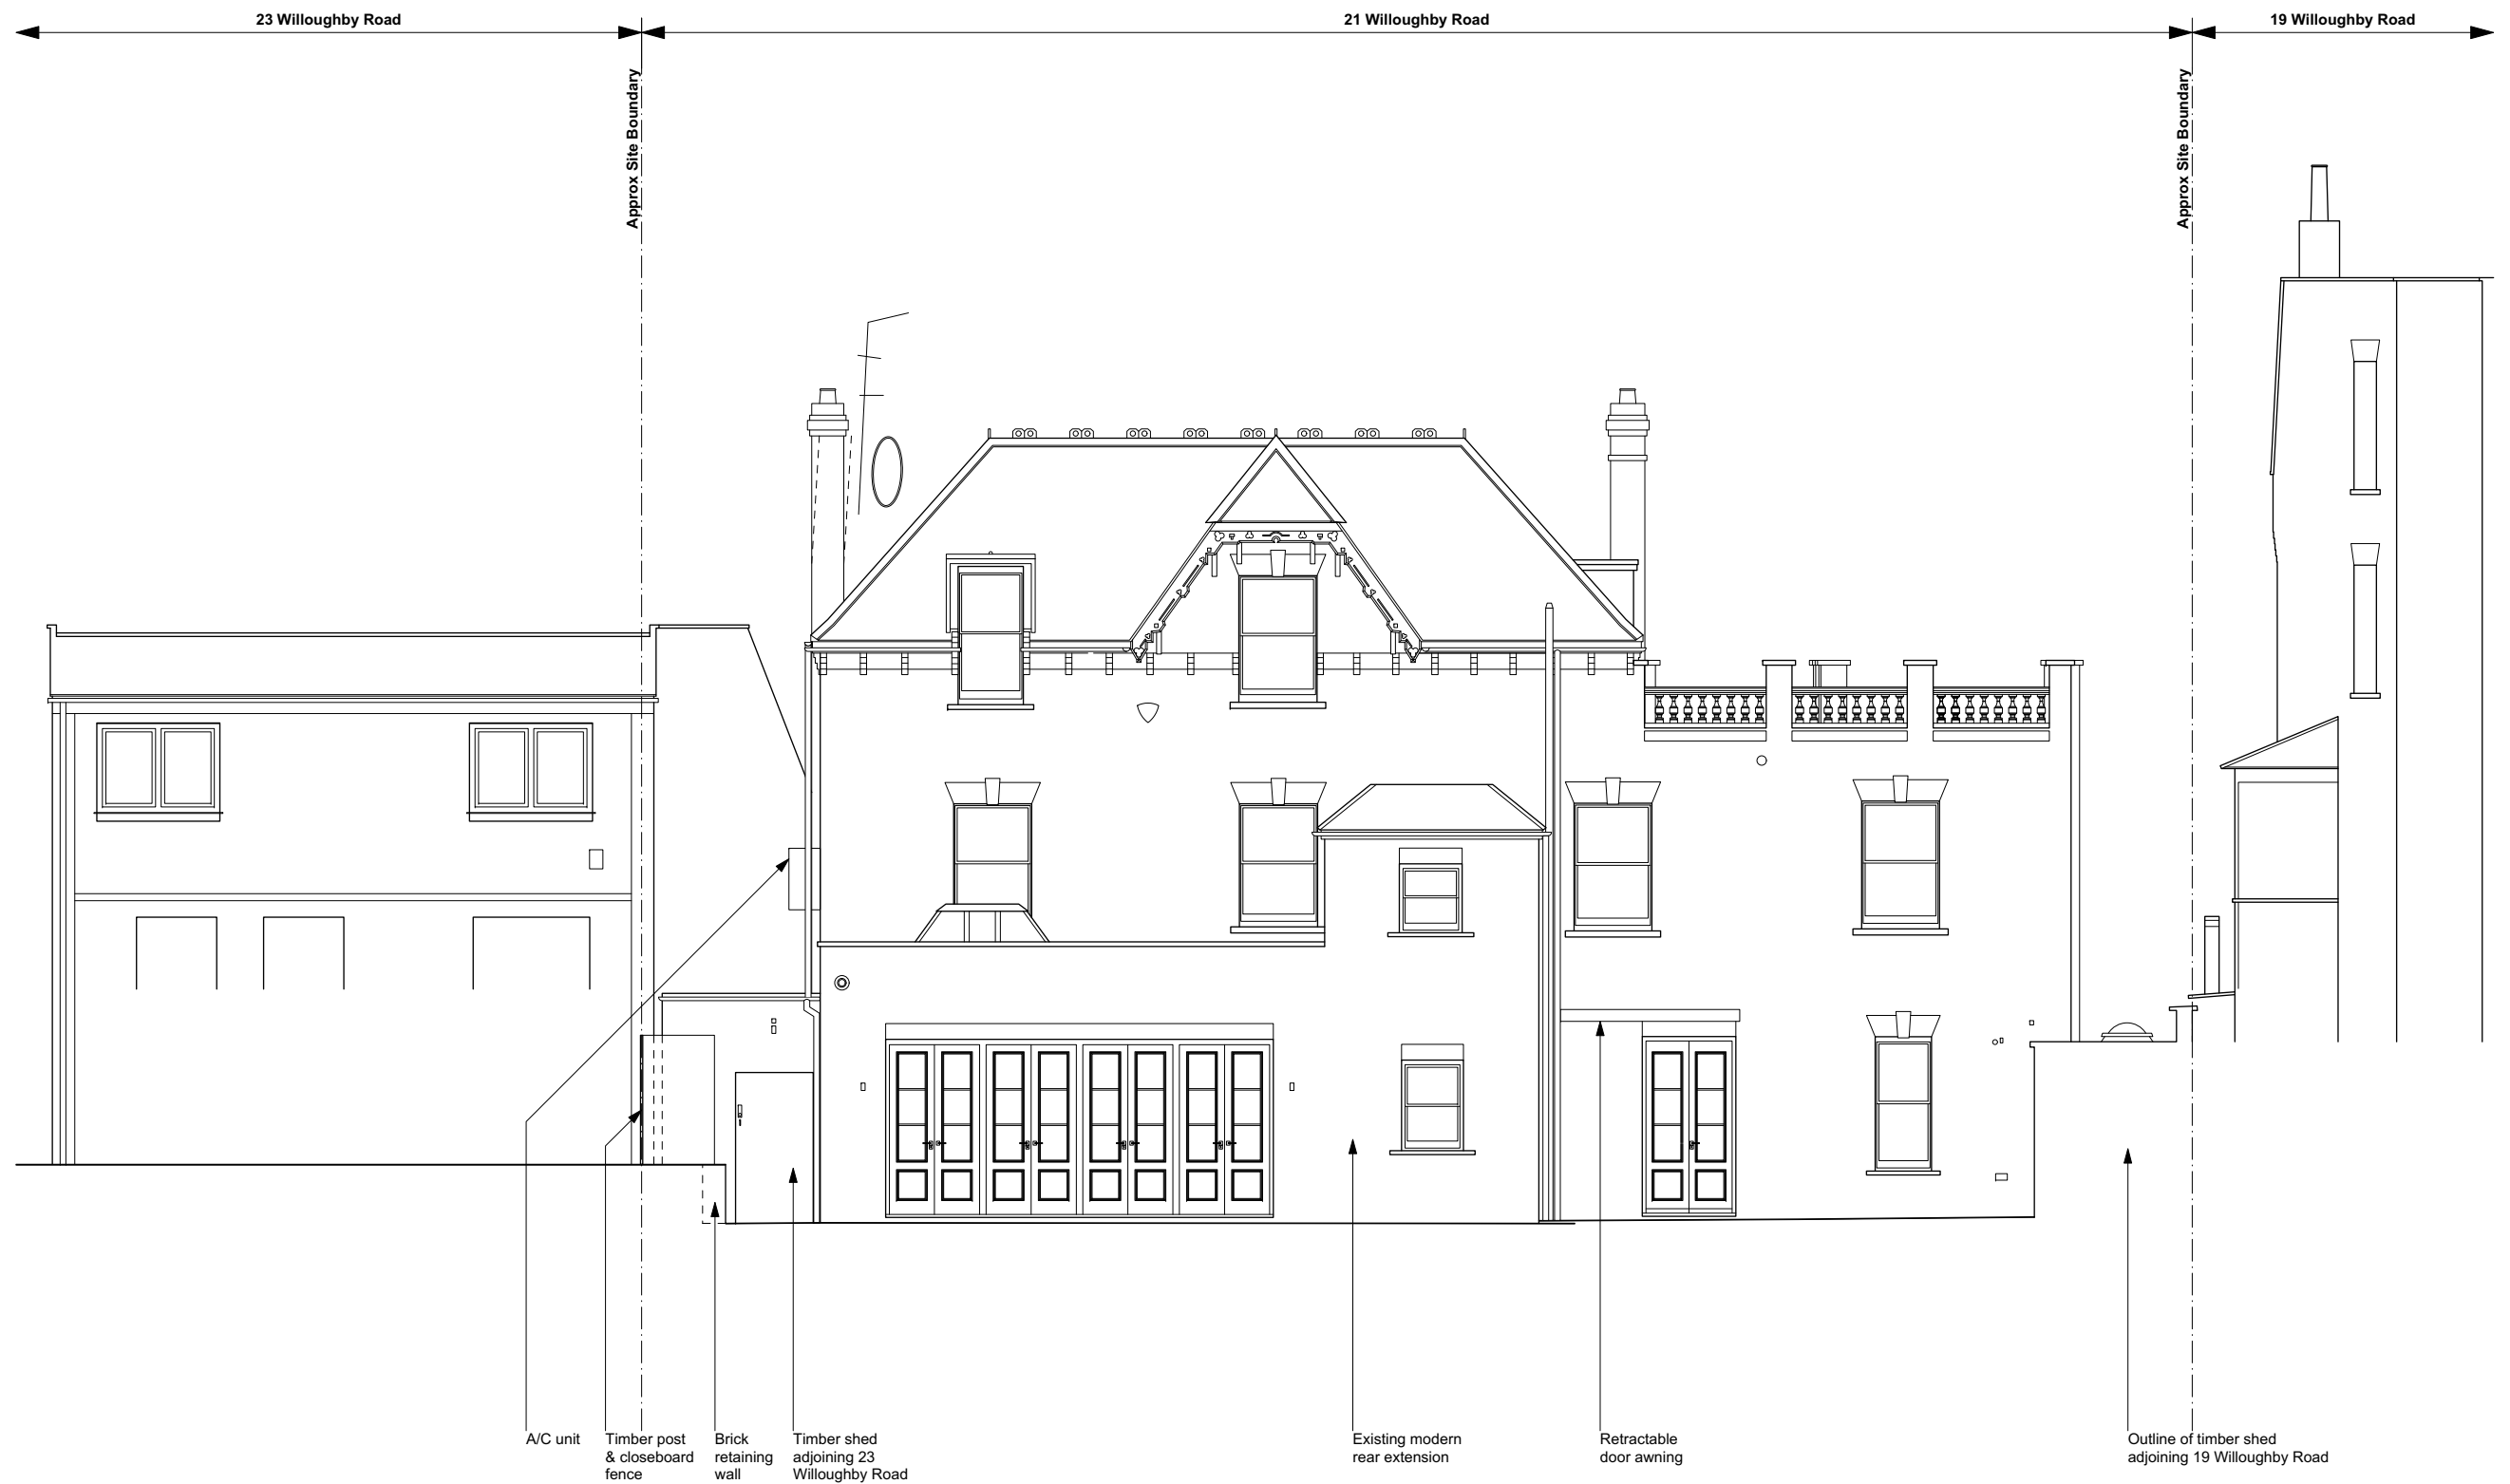 23 Willoughby Road
21 Willoughby Road
19 Willoughby Road
Approx Site Boundary
Approx Site Boundary
A/C unit
Timber post
& closeboard
fence
Brick
retaining
wall
Timber shed
adjoining 23
Willoughby Road
Existing modern
rear extension
Retractable
door awning
Outline of timber shed
adjoining 19 Willoughby Road